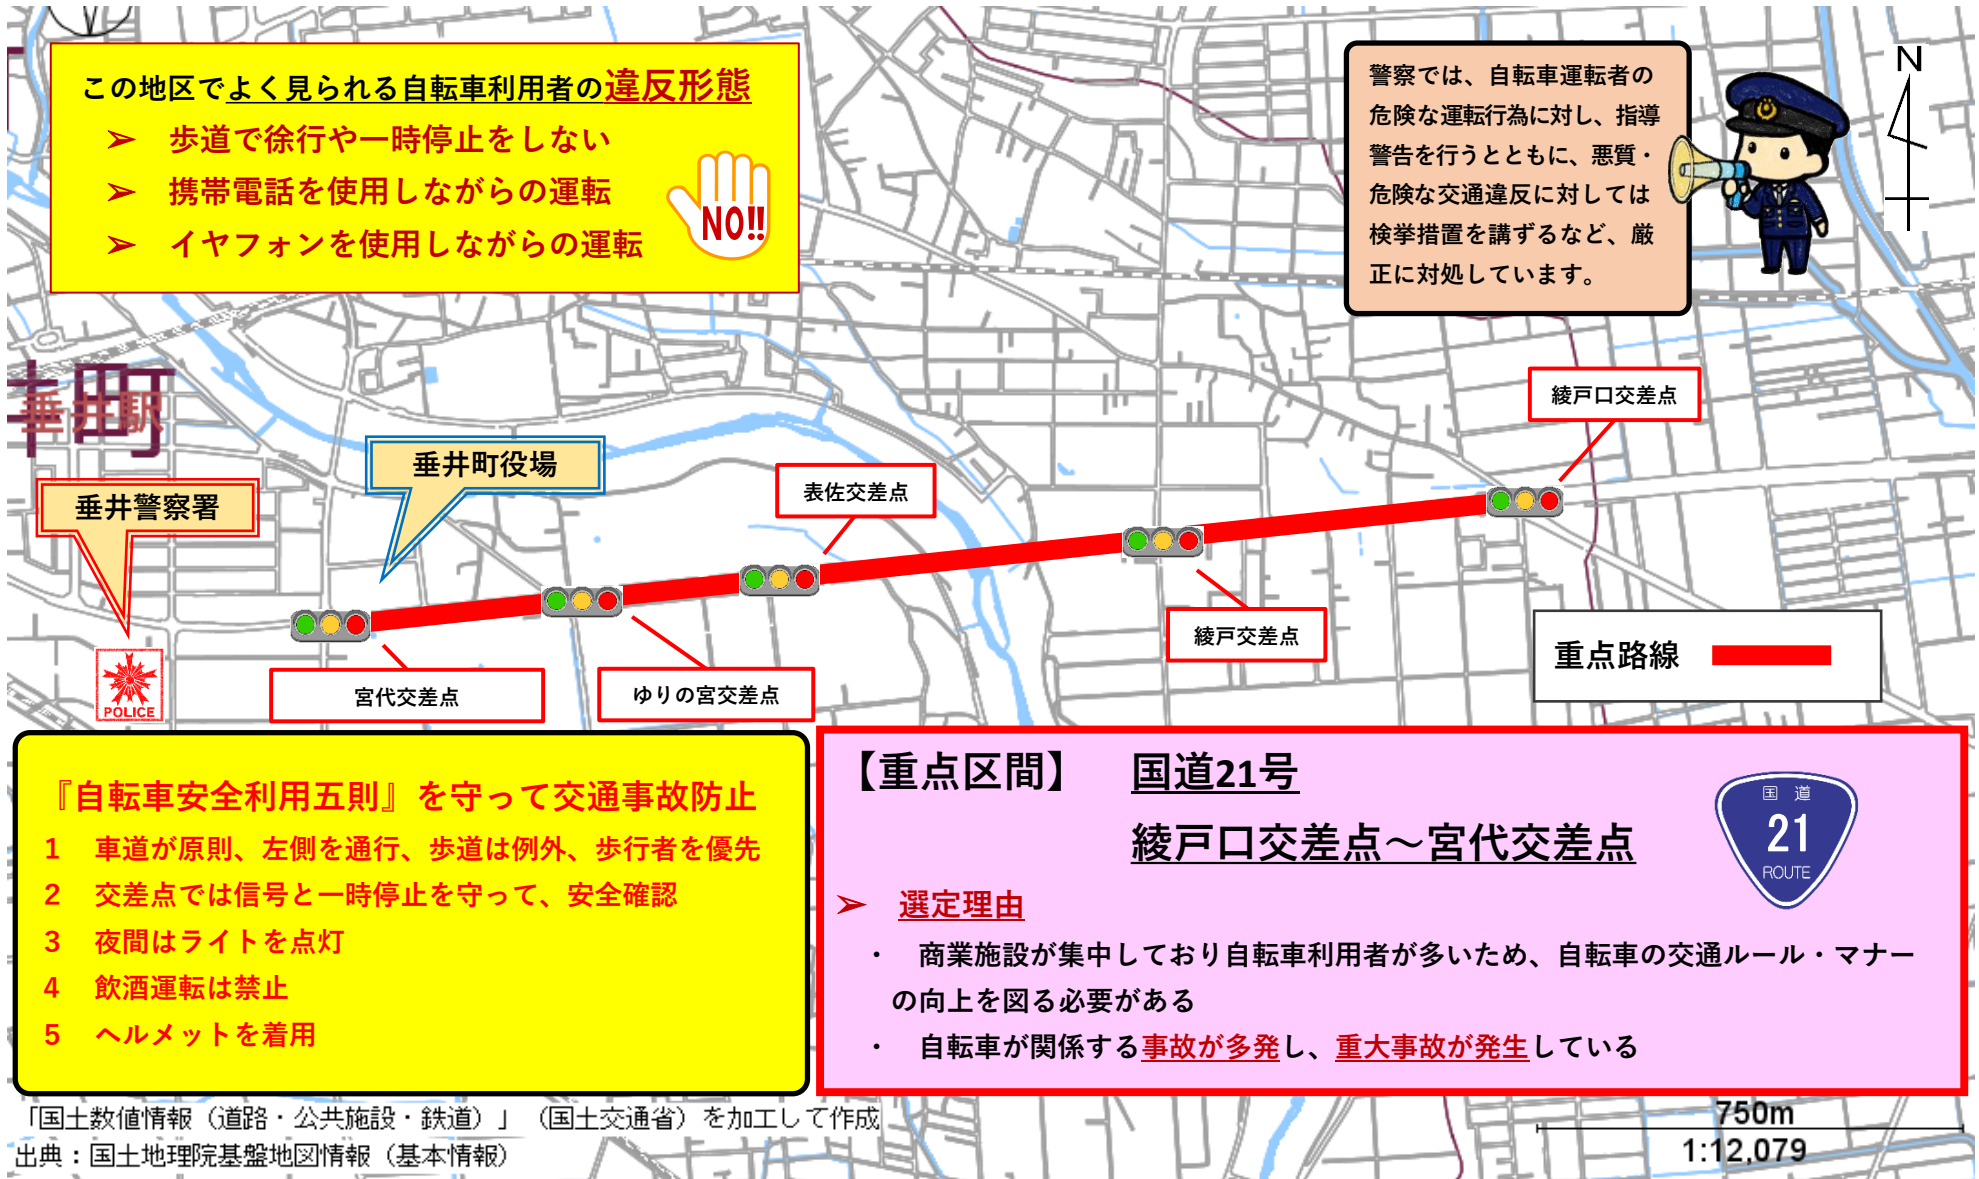 この地区でよく見られる自転車利用者の違反形態
➢ 歩道で徐行や一時停止をしない
➢ 携帯電話を使用しながらの運転
➢ イヤフォンを使用しながらの運転
NO!!
警察では、自転車運転者の
危険な運転行為に対し、指導
警告を行うとともに、悪質・
危険な交通違反に対しては
検挙措置を講ずるなど、厳
正に対処しています。
N
町
垂井駅
綾戸口交差点
垂井町役場
表佐交差点
垂井警察署
綾戸交差点
重点路線
POLICE
宮代交差点
ゆりの宮交差点
『自転車安全利用五則』を守って交通事故防止
1 車道が原則、左側を通行、歩道は例外、歩行者を優先
2 交差点では信号と一時停止を守って、安全確認
3 夜間はライトを点灯
4 飲酒運転は禁止
5 ヘルメットを着用
【重点区間】 国道21号
綾戸口交差点～宮代交差点
国道
21
ROUTE
➢ 選定理由
・ 商業施設が集中しており自転車利用者が多いため、自転車の交通ルール・マナー
の向上を図る必要がある
・ 自転車が関係する事故が多発し、重大事故が発生している
「国土数値情報（道路・公共施設・鉄道）」（国土交通省）を加工して作成
出典：国土地理院基盤地図情報（基本情報）
750m
1:12,079